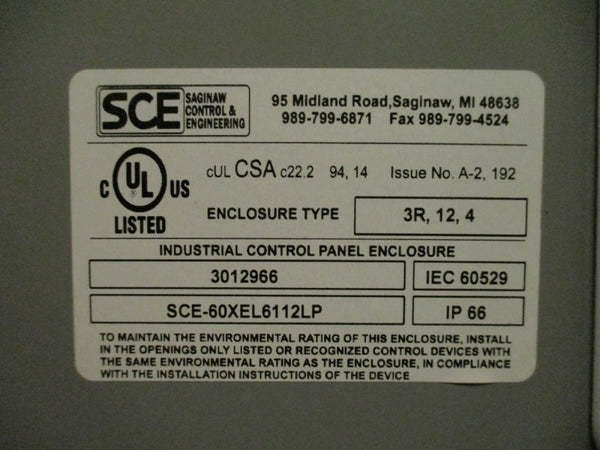 SCE SAGINAW CONTROL & ENGINEERING
95 Midland Road,Saginaw, MI 48638
989-799-6871 Fax 989-799-4524
C UL US LISTED
cUL CSA c22.2 94, 14 Issue No. A-2, 192
ENCLOSURE TYPE 3R, 12, 4
INDUSTRIAL CONTROL PANEL ENCLOSURE
3012966 IEC 60529
SCE-60XEL6112LP IP 66
TO MAINTAIN THE ENVIRONMENTAL RATING OF THIS ENCLOSURE, INSTALL
IN THE OPENINGS ONLY LISTED OR RECOGNIZED CONTROL DEVICES WITH
THE SAME ENVIRONMENTAL RATING AS THE ENCLOSURE, IN COMPLIANCE
WITH THE INSTALLATION INSTRUCTIONS OF THE DEVICE